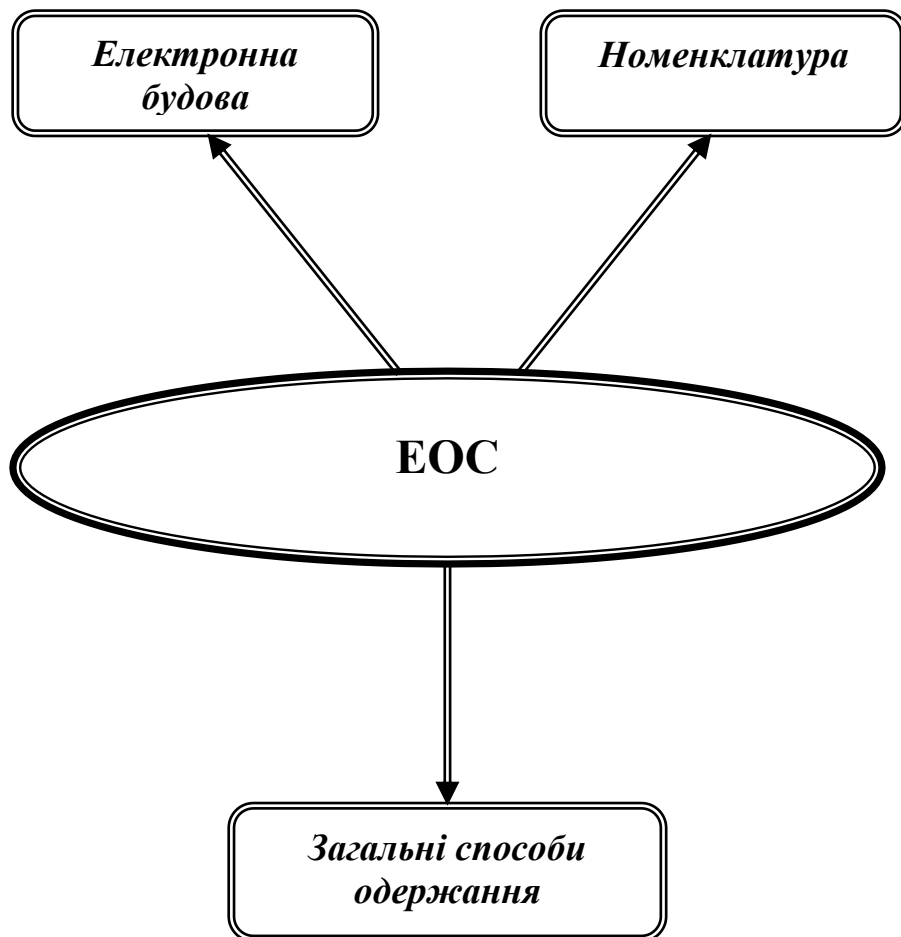 Електронна
будова
Номенклатура
ЕОС
Загальні способи
одержання